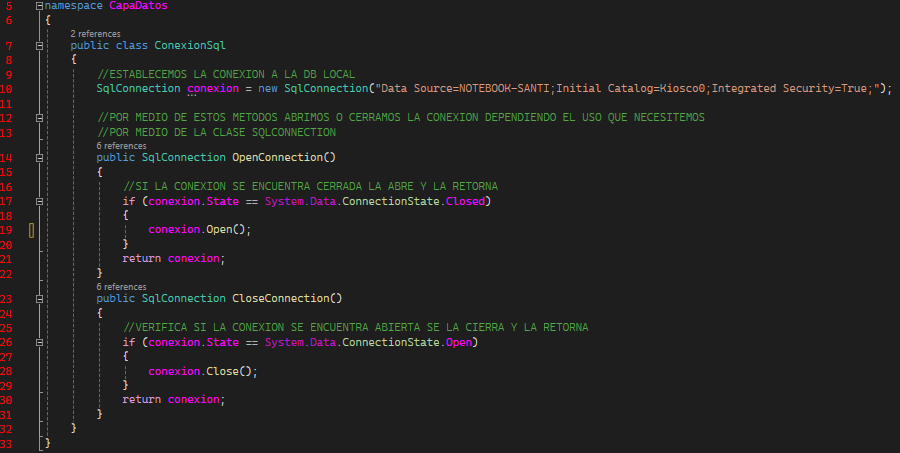 5 namespace CapaDatos
6 {
2 references
7 public class ConexionSql
8 {
9 //ESTABLECEMOS LA CONEXION A LA DB LOCAL
10 SqlConnection conexion = new SqlConnection("Data Source=NOTEBOOK-SANTI;Initial Catalog=Kiosco0;Integrated Security=True;");
11
12 //POR MEDIO DE ESTOS METODOS ABRIMOS O CERRAMOS LA CONEXION DEPENDIENDO EL USO QUE NECESITEMOS
13 //POR MEDIO DE LA CLASE SQLCONNECTION
6 references
14 public SqlConnection OpenConnection()
15 {
16 //SI LA CONEXION SE ENCUENTRA CERRADA LA ABRE Y LA RETORNA
17 if (conexion.State == System.Data.ConnectionState.Closed)
18 {
19 conexion.Open();
20 }
21 return conexion;
22 }
6 references
23 public SqlConnection CloseConnection()
24 {
25 //VERIFICA SI LA CONEXION SE ENCUENTRA ABIERTA SE LA CIERRA Y LA RETORNA
26 if (conexion.State == System.Data.ConnectionState.Open)
27 {
28 conexion.Close();
29 }
30 return conexion;
31 }
32 }
33 }